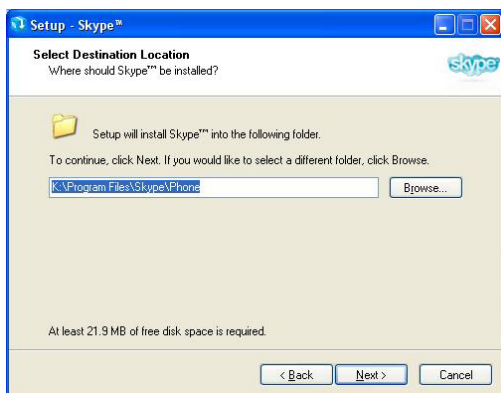 Setup - Skype™
Select Destination Location
Where should Skype™ be installed?
skype
Setup will install Skype™ into the following folder.
To continue, click Next. If you would like to select a different folder, click Browse.
K:\Program Files\Skype\Phone
Browse...
At least 21.9 MB of free disk space is required.
< Back
Next >
Cancel